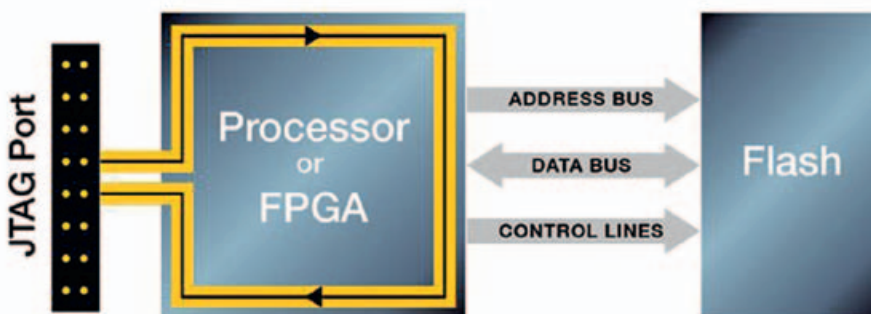 JTAG Port
Processor
or
FPGA
ADDRESS BUS
DATA BUS
CONTROL LINES
Flash